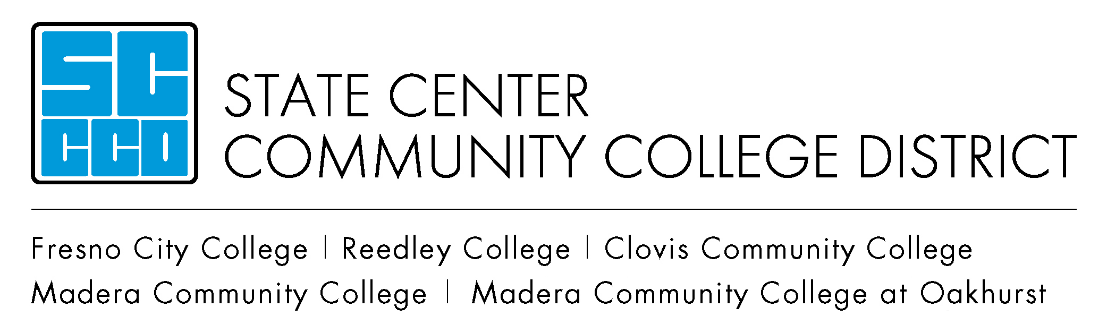 SC
CCD
STATE CENTER
COMMUNITY COLLEGE DISTRICT
Fresno City College | Reedley College | Clovis Community College
Madera Community College | Madera Community College at Oakhurst